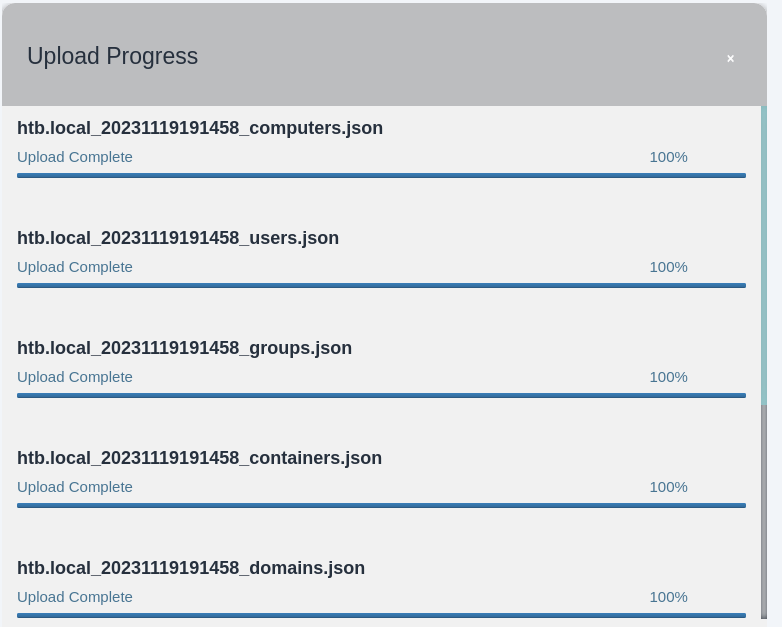 Upload Progress
×
htb.local_20231119191458_computers.json
Upload Complete 100%
htb.local_20231119191458_users.json
Upload Complete 100%
htb.local_20231119191458_groups.json
Upload Complete 100%
htb.local_20231119191458_containers.json
Upload Complete 100%
htb.local_20231119191458_domains.json
Upload Complete 100%